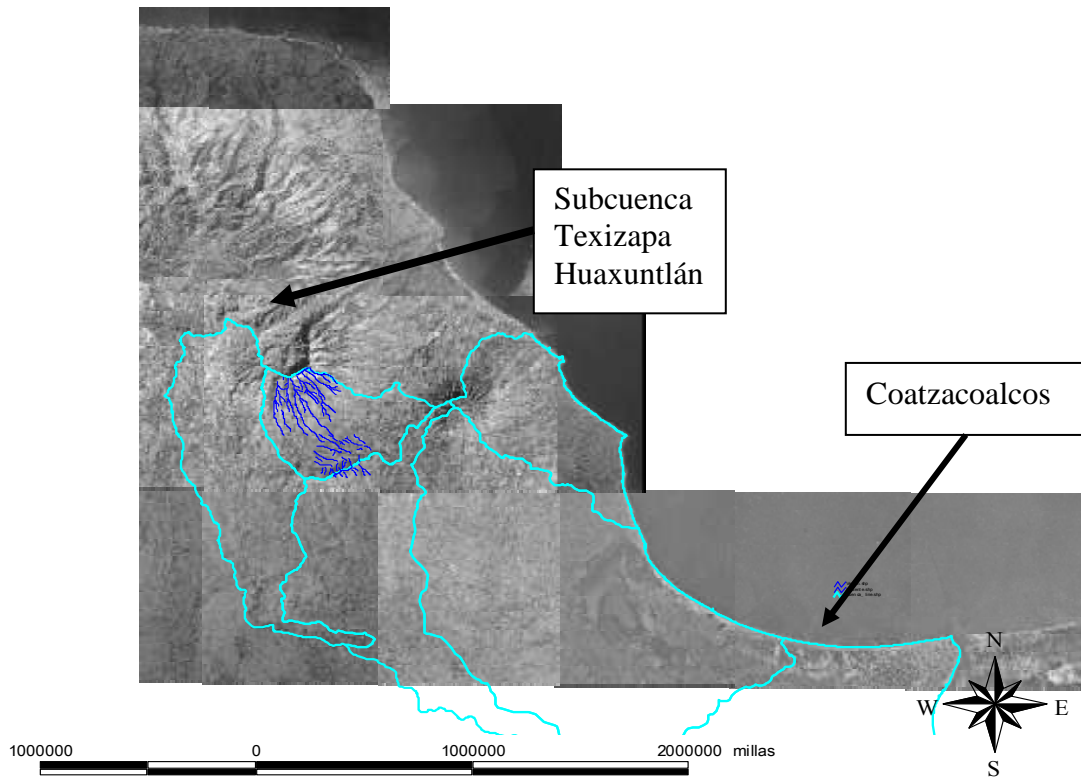 Subcuenca
Texizapa
Huaxuntlán
Coatzacoalcos
N
W
E
S
1000000 0 1000000 2000000 millas